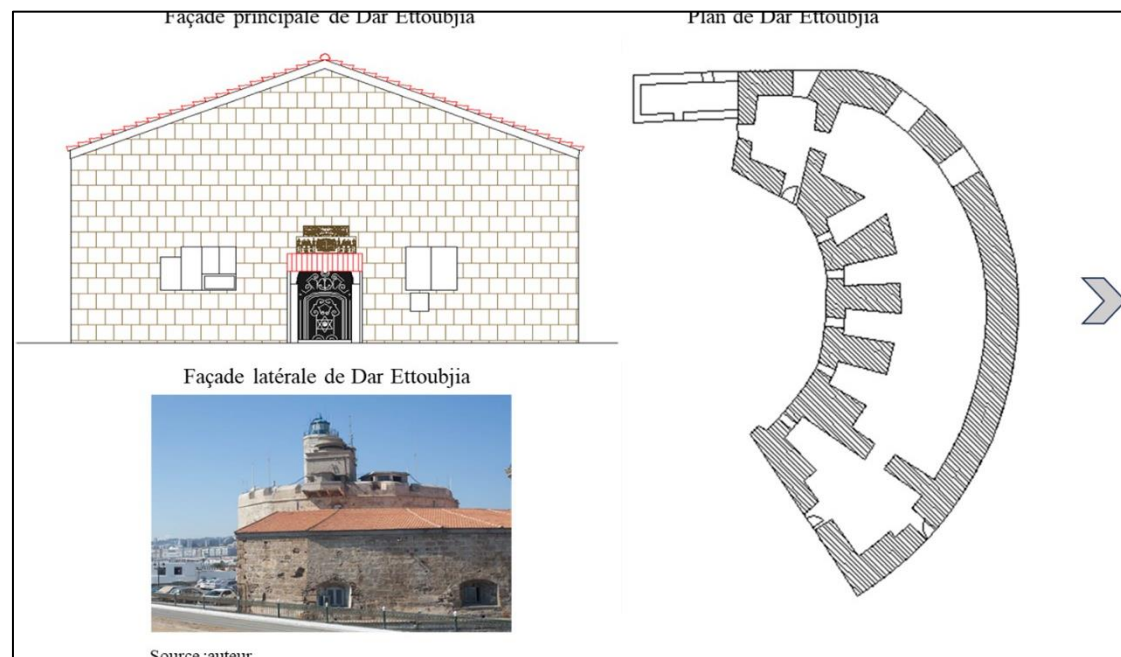 Façade principale de Dar Ettoubjia
Plan de Dar Ettoubjia
Façade latérale de Dar Ettoubjia
Source :auteur